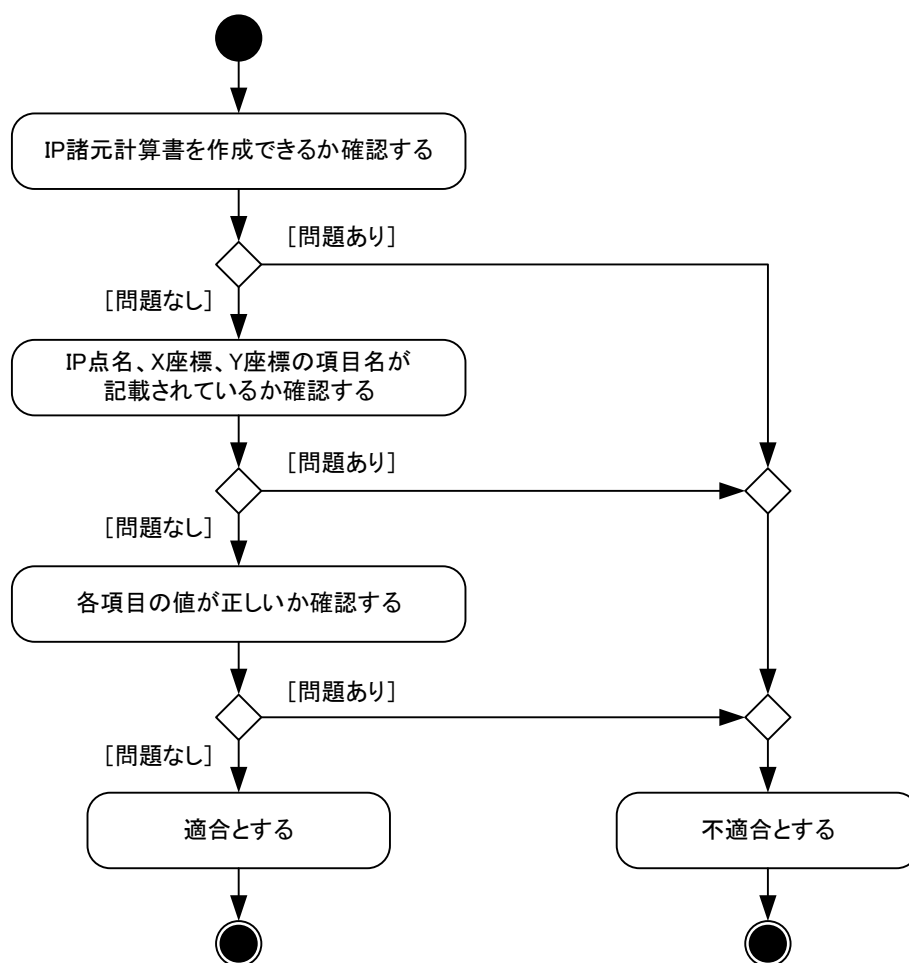 IP諸元計算書を作成できるか確認する
[問題あり]
[問題なし]
IP点名、X座標、Y座標の項目名が
記載されているか確認する
[問題あり]
[問題なし]
各項目の値が正しいか確認する
[問題あり]
[問題なし]
適合とする
不適合とする